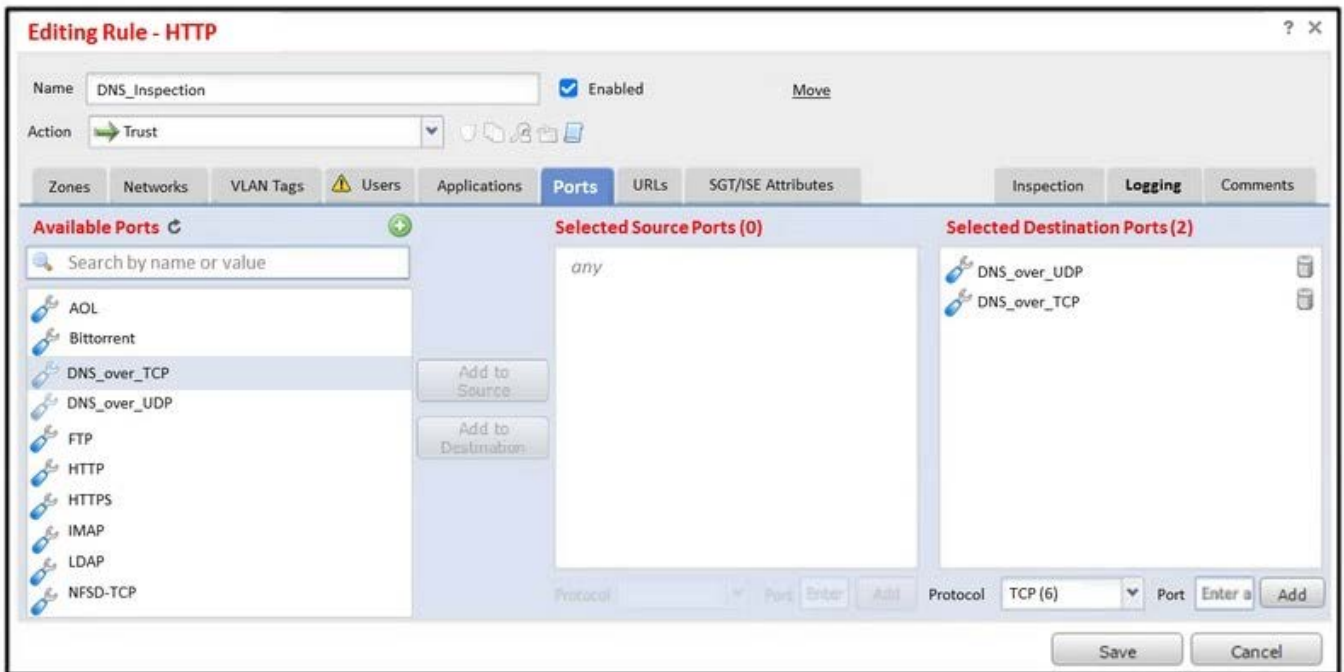 Editing Rule - HTTP ? ×
Name DNS_Inspection Enabled Move
Action Trust
Zones Networks VLAN Tags Users Applications Ports URLs SGT/ISE Attributes Inspection Logging Comments
Available Ports Selected Source Ports (0) Selected Destination Ports (2)
Search by name or value
any
DNS_over_UDP
DNS_over_TCP
AOL
Bittorrent
DNS_over_TCP
DNS_over_UDP
FTP
HTTP
HTTPS
IMAP
LDAP
NFSD-TCP
Add to
Source
Add to
Destination
Protocol Port Enter Add Protocol TCP (6) Port Enter a Add
Save Cancel